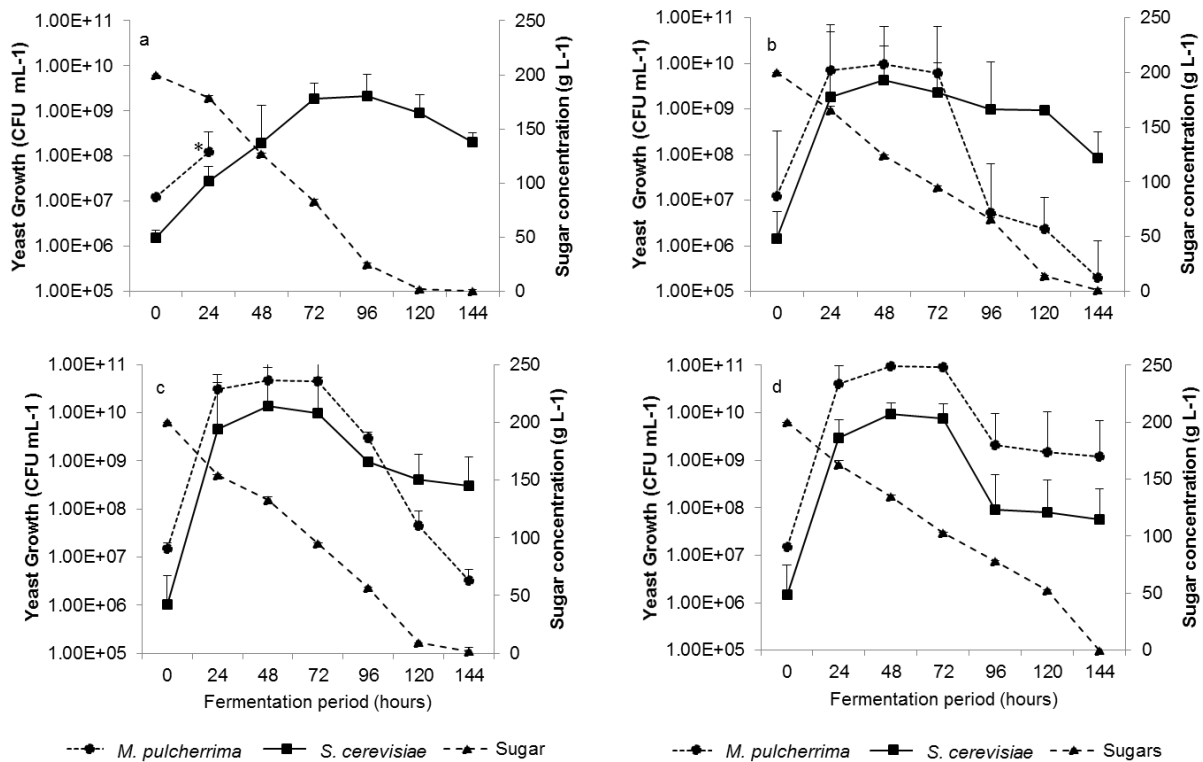 a
Yeast Growth (CFU mL-1)
1.00E+11
1.00E+10
1.00E+09
1.00E+08
1.00E+07
1.00E+06
1.00E+05
*
250
200
150
100
50
0
Sugar concentration (g L-1)
0 24 48 72 96 120 144
b
Yeast Growth (CFU mL-1)
1.00E+11
1.00E+10
1.00E+09
1.00E+08
1.00E+07
1.00E+06
1.00E+05
250
200
150
100
50
0
Sugar concentration (g L-1)
0 24 48 72 96 120 144
c
Yeast Growth (CFU mL-1 )
1.00E+11
1.00E+10
1.00E+09
1.00E+08
1.00E+07
1.00E+06
1.00E+05
250
200
150
100
50
0
Sugar concentration (g L-1)
0 24 48 72 96 120 144
Fermentation period (hours)
d
Yeast Growth (CFU mL-1)
1.00E+11
1.00E+10
1.00E+09
1.00E+08
1.00E+07
1.00E+06
1.00E+05
250
200
150
100
50
0
Sugar concentration (g L-1)
0 24 48 72 96 120 144
Fermentation period (hours)
M. pulcherrima S. cerevisiae Sugar
M. pulcherrima S. cerevisiae Sugars